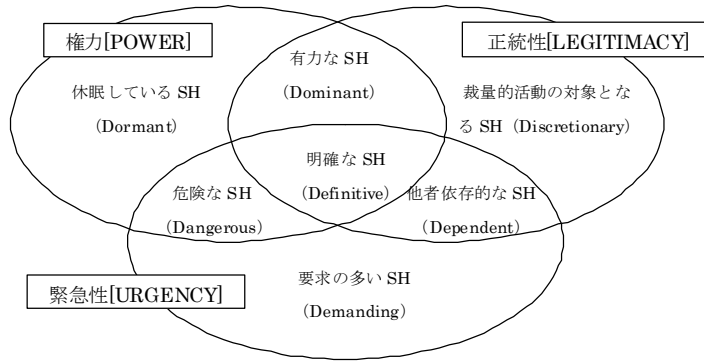 権力[POWER]
正統性[LEGITIMACY]
有力な SH
(Dominant)
休眠している SH
(Dormant)
裁量的活動の対象とな
る SH（Discretionary）
明確な SH
(Definitive)
危険な SH
(Dangerous)
他者依存的な SH
(Dependent)
緊急性[URGENCY]
要求の多い SH
(Demanding)